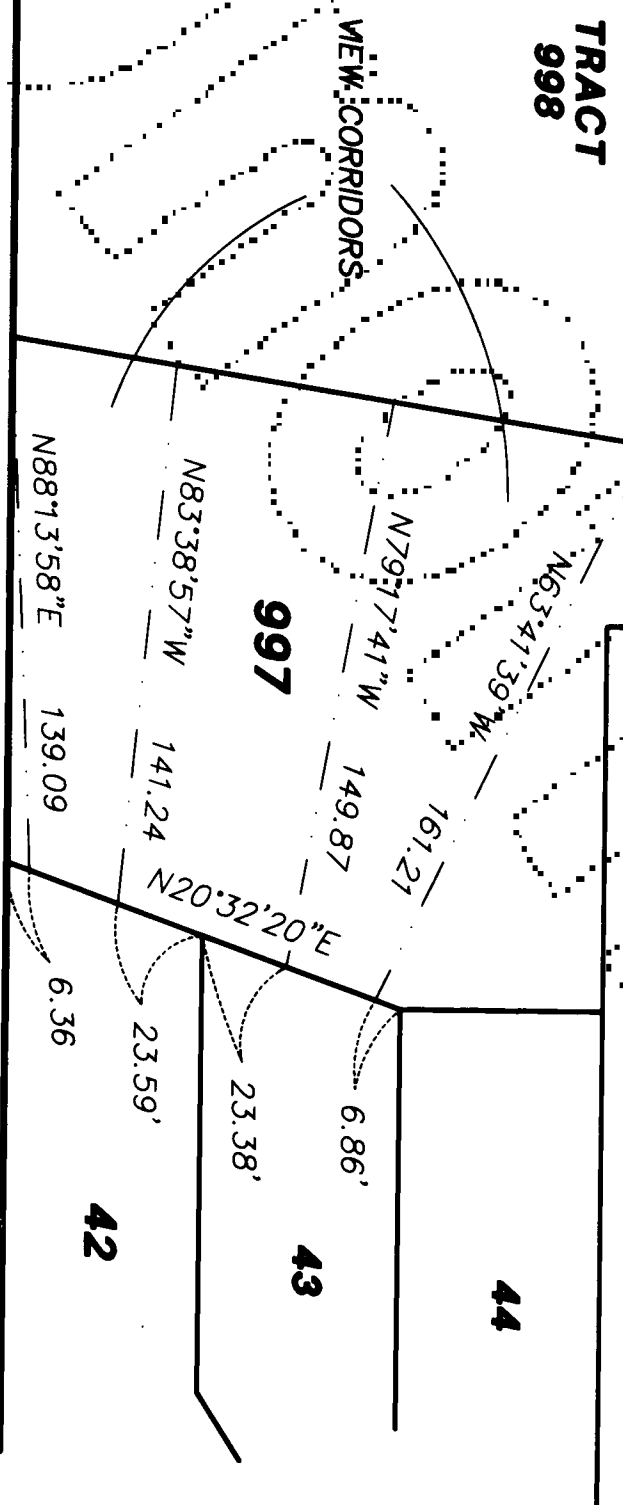 TRACT
998
VIEW CORRIDORS
N63°41'39"W 161.21
N79°17'41"W 149.87
997
N83°38'57"W 141.24
N88°13'58"E 139.09
N20°32'20"E
6.86'
23.38'
23.59'
6.36
44
43
42